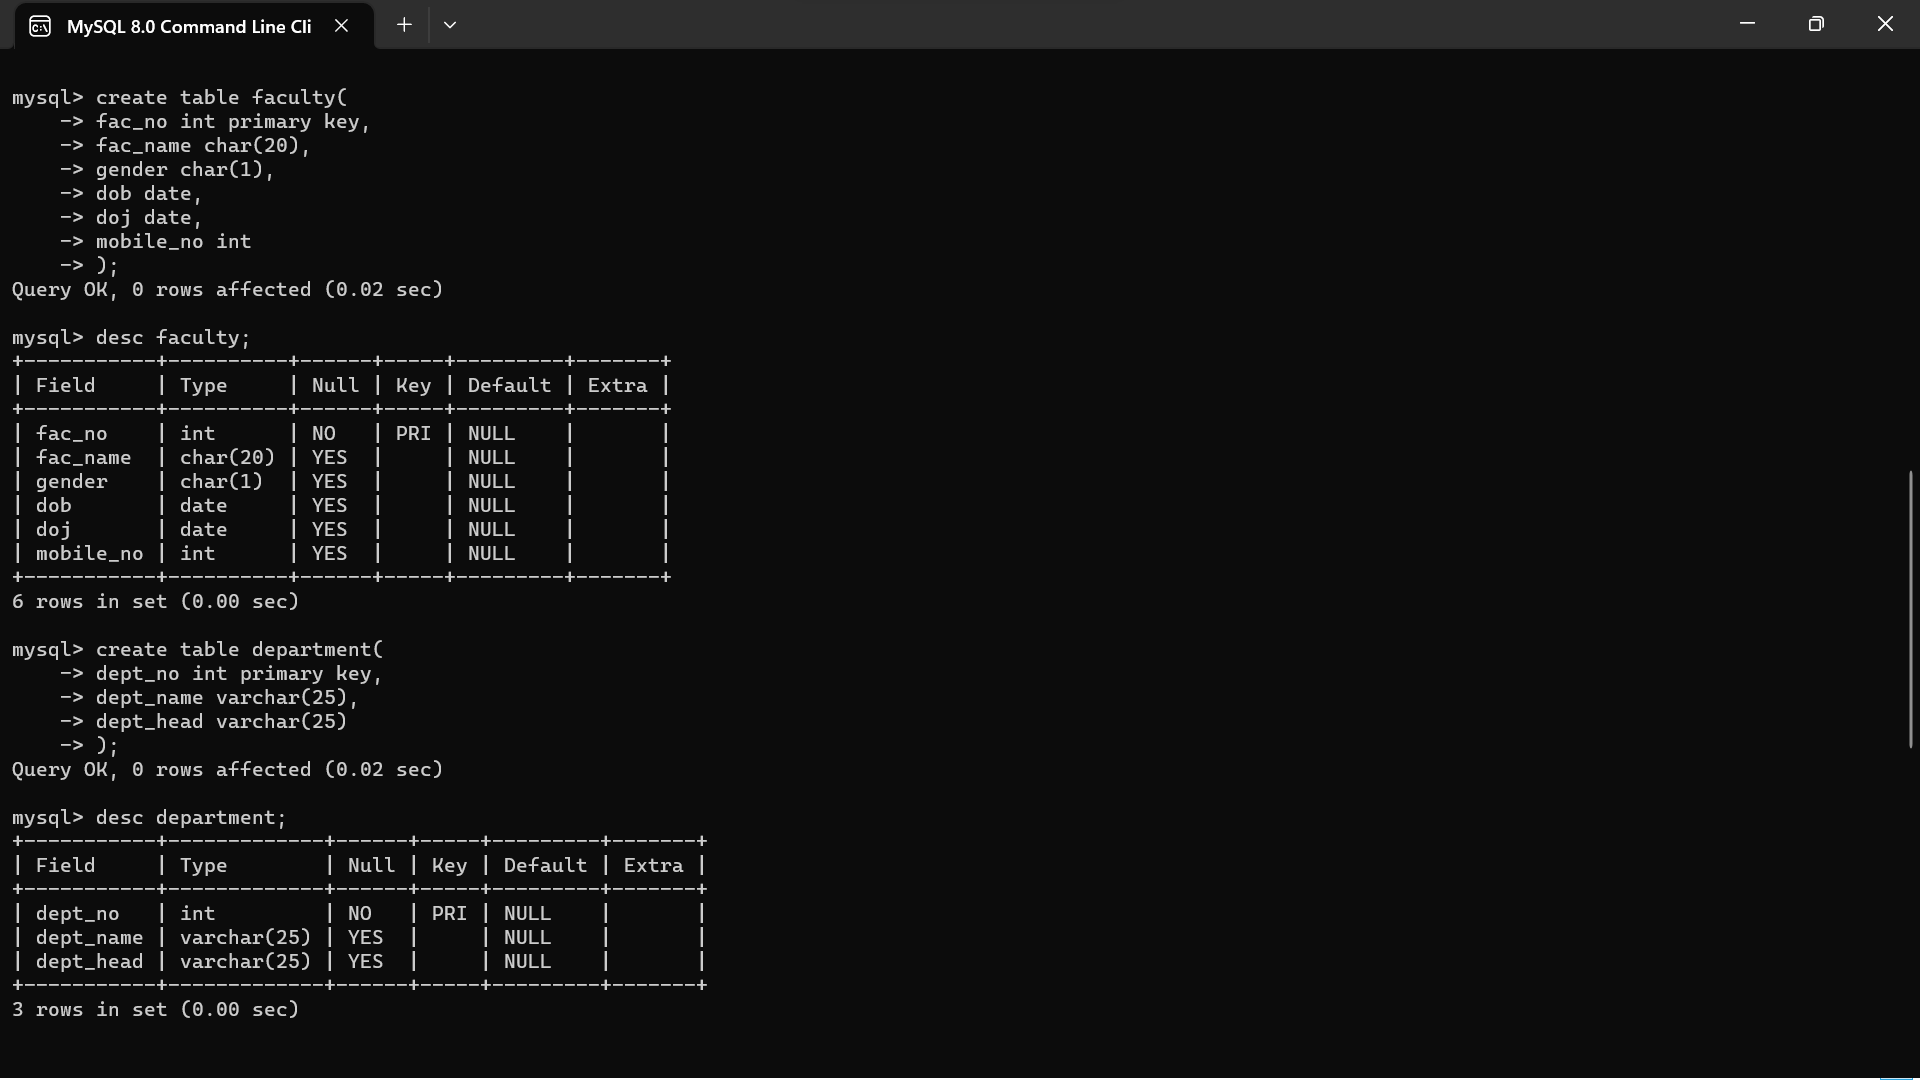 MySQL 8.0 Command Line Cli
mysql> create table faculty(
    -> fac_no int primary key,
    -> fac_name char(20),
    -> gender char(1),
    -> dob date,
    -> doj date,
    -> mobile_no int
    -> );
Query OK, 0 rows affected (0.02 sec)

mysql> desc faculty;
+-----------+----------+------+-----+---------+-------+
| Field     | Type     | Null | Key | Default | Extra |
+-----------+----------+------+-----+---------+-------+
| fac_no    | int      | NO   | PRI | NULL    |       |
| fac_name  | char(20) | YES  |     | NULL    |       |
| gender    | char(1)  | YES  |     | NULL    |       |
| dob       | date     | YES  |     | NULL    |       |
| doj       | date     | YES  |     | NULL    |       |
| mobile_no | int      | YES  |     | NULL    |       |
+-----------+----------+------+-----+---------+-------+
6 rows in set (0.00 sec)

mysql> create table department(
    -> dept_no int primary key,
    -> dept_name varchar(25),
    -> dept_head varchar(25)
    -> );
Query OK, 0 rows affected (0.02 sec)

mysql> desc department;
+-----------+-------------+------+-----+---------+-------+
| Field     | Type        | Null | Key | Default | Extra |
+-----------+-------------+------+-----+---------+-------+
| dept_no   | int         | NO   | PRI | NULL    |       |
| dept_name | varchar(25) | YES  |     | NULL    |       |
| dept_head | varchar(25) | YES  |     | NULL    |       |
+-----------+-------------+------+-----+---------+-------+
3 rows in set (0.00 sec)